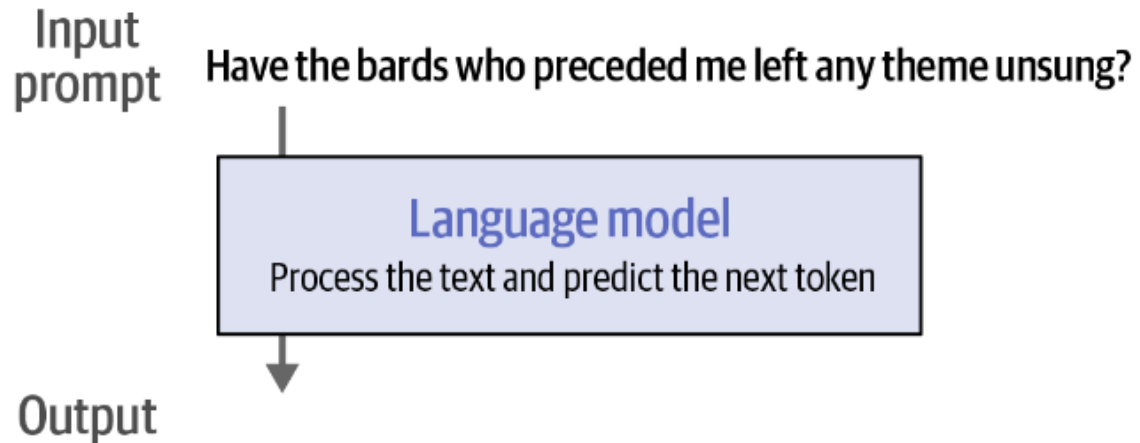 Input
prompt
Have the bards who preceded me left any theme unsung?
Language model
Process the text and predict the next token
Output